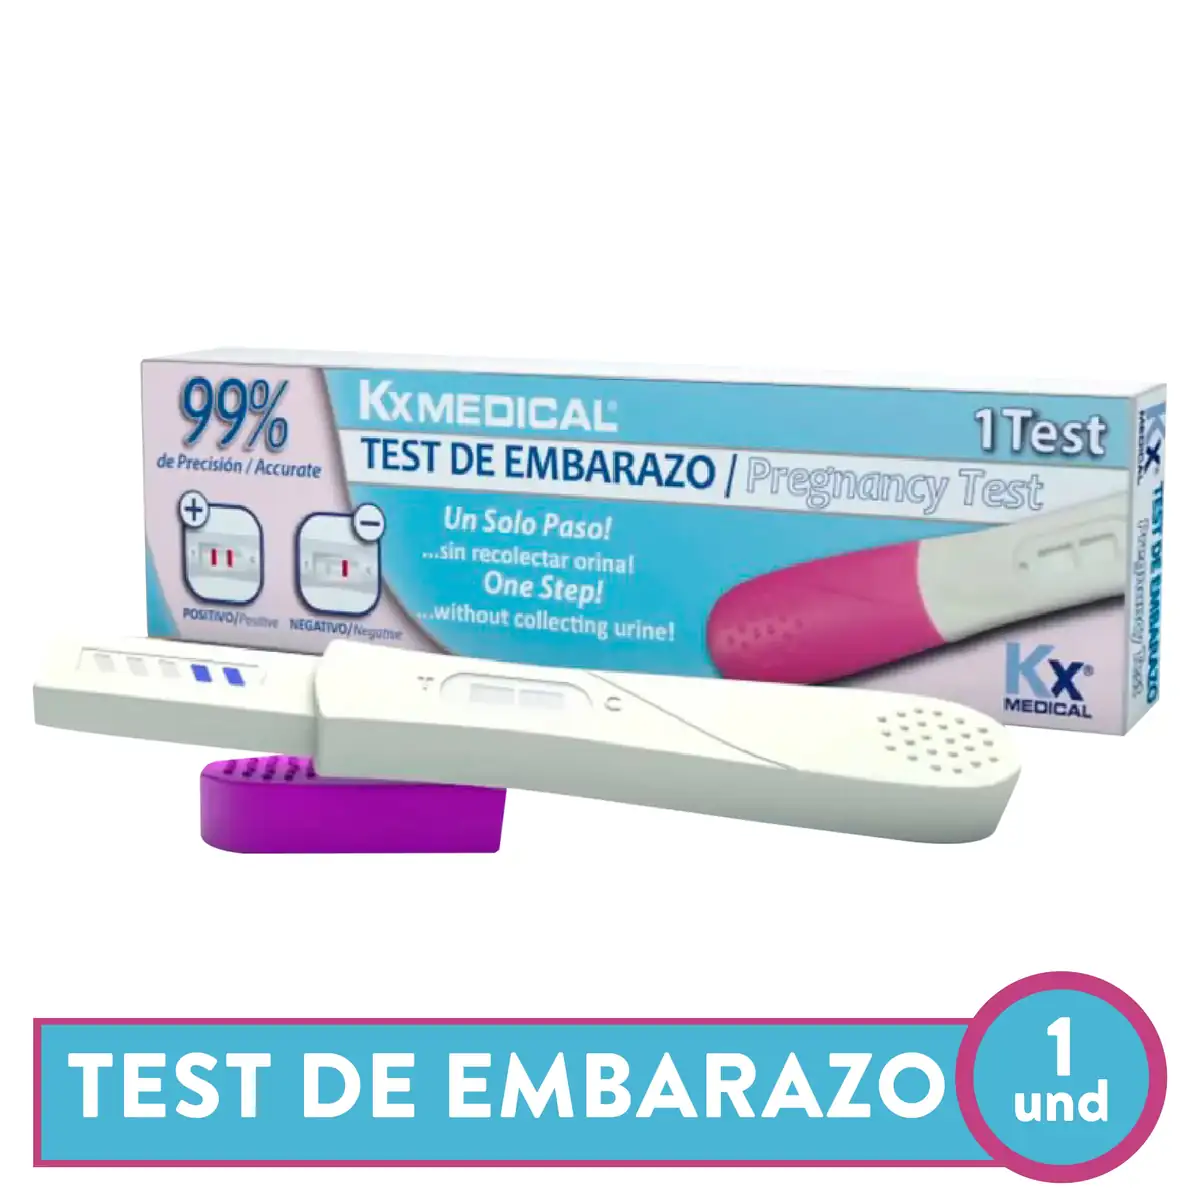 99%
de Precisión / Accurate
POSITIVO/Positive
NEGATIVO/Negative
KxMEDICAL®
TEST DE EMBARAZO / Pregnancy Test
1 Test
Un Solo Paso!
...sin recolectar orina!
One Step!
...without collecting urine!
Kx®
MEDICAL
Kx®
MEDICAL
TEST DE EMBARAZO
Pregnancy Test
T
C
TEST DE EMBARAZO
1
und